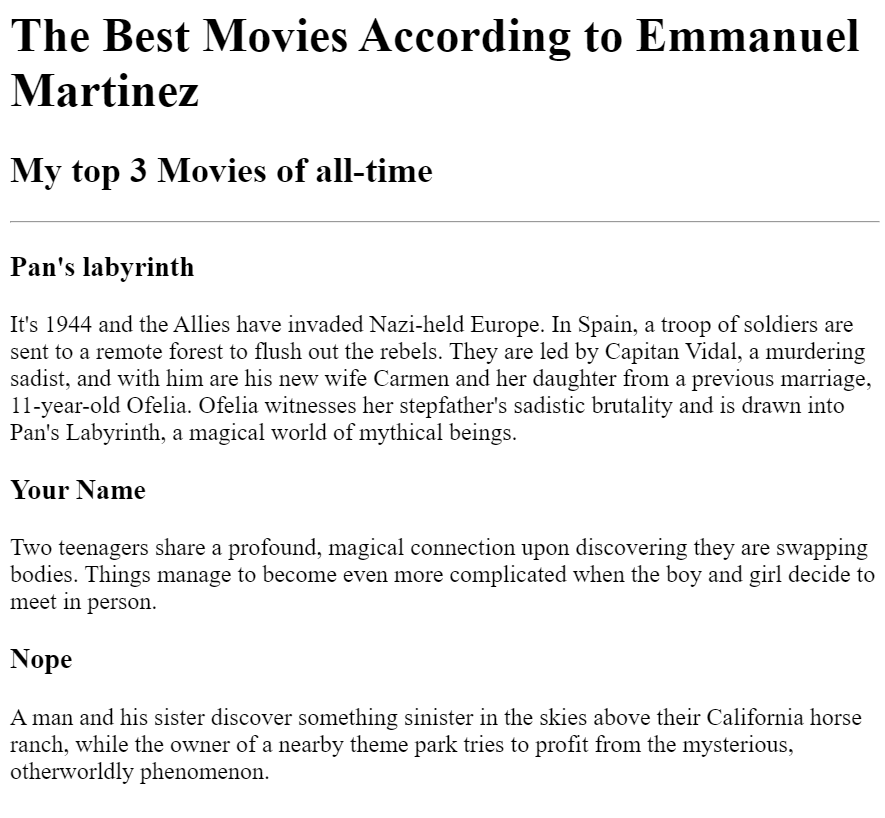 The Best Movies According to Emmanuel
Martinez
My top 3 Movies of all-time
Pan's labyrinth
It's 1944 and the Allies have invaded Nazi-held Europe. In Spain, a troop of soldiers are
sent to a remote forest to flush out the rebels. They are led by Capitan Vidal, a murdering
sadist, and with him are his new wife Carmen and her daughter from a previous marriage,
11-year-old Ofelia. Ofelia witnesses her stepfather's sadistic brutality and is drawn into
Pan's Labyrinth, a magical world of mythical beings.
Your Name
Two teenagers share a profound, magical connection upon discovering they are swapping
bodies. Things manage to become even more complicated when the boy and girl decide to
meet in person.
Nope
A man and his sister discover something sinister in the skies above their California horse
ranch, while the owner of a nearby theme park tries to profit from the mysterious,
otherworldly phenomenon.